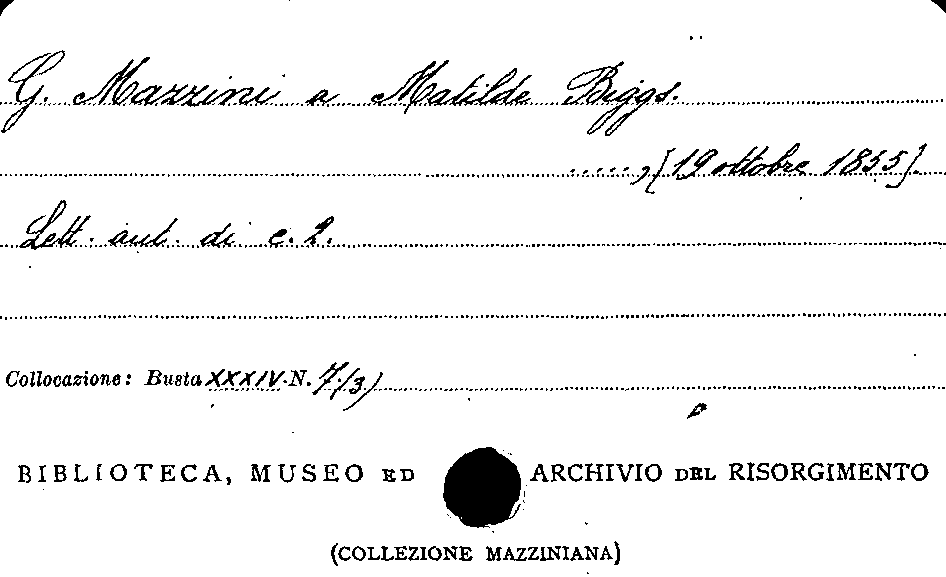 G. Mazzini a Matilde Biggs.
....., [19 ottobre 1855].
Lett. aut. di c. 2.
Collocazione: Busta XXXIV. N. 7/3)
BIBLIOTECA, MUSEO ED ARCHIVIO DEL RISORGIMENTO
(COLLEZIONE MAZZINIANA)